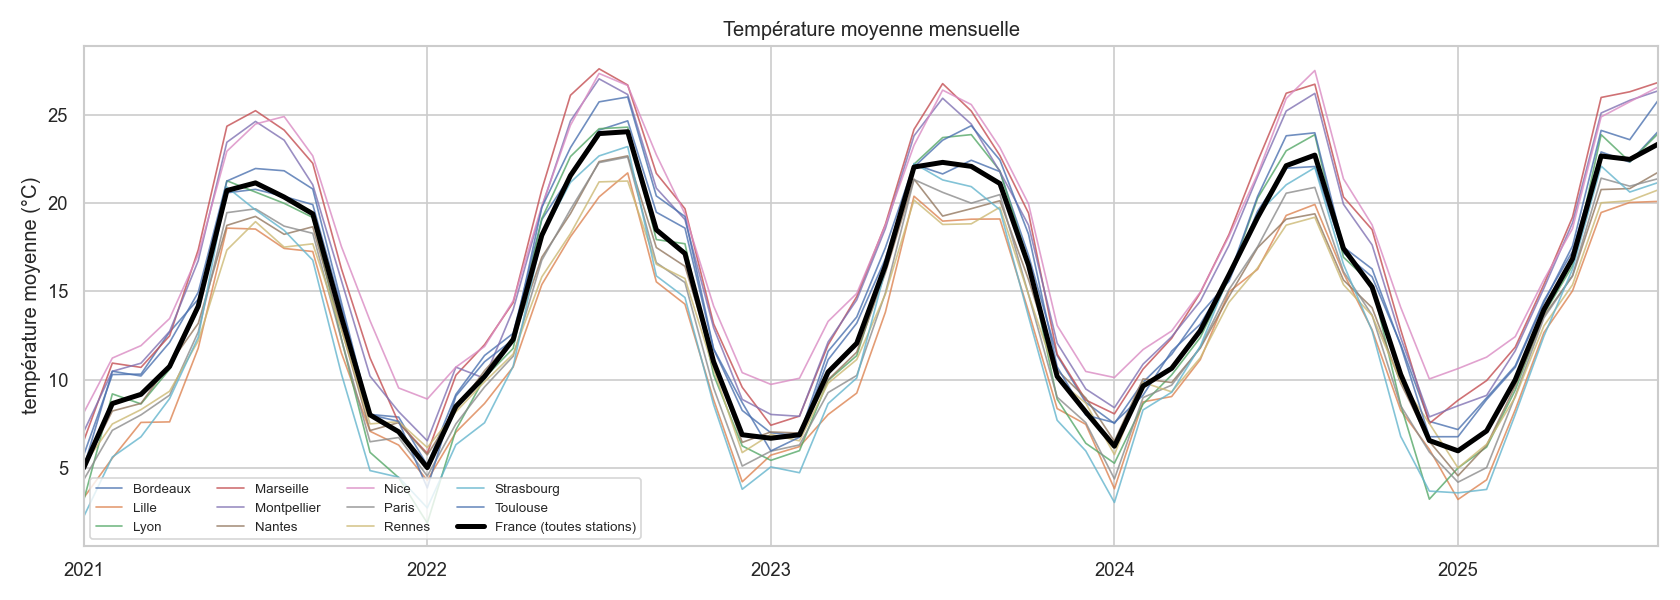 Température moyenne mensuelle
température moyenne (°C)
25
20
15
10
5
Bordeaux Marseille Nice Strasbourg
Lille Montpellier Paris Toulouse
Lyon Nantes Rennes France (toutes stations)
2021 2022 2023 2024 2025